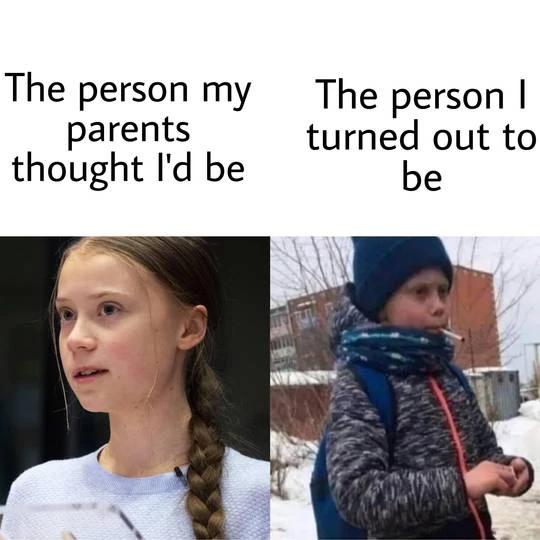 The person my
parents
thought I'd be
The person I
turned out to
be